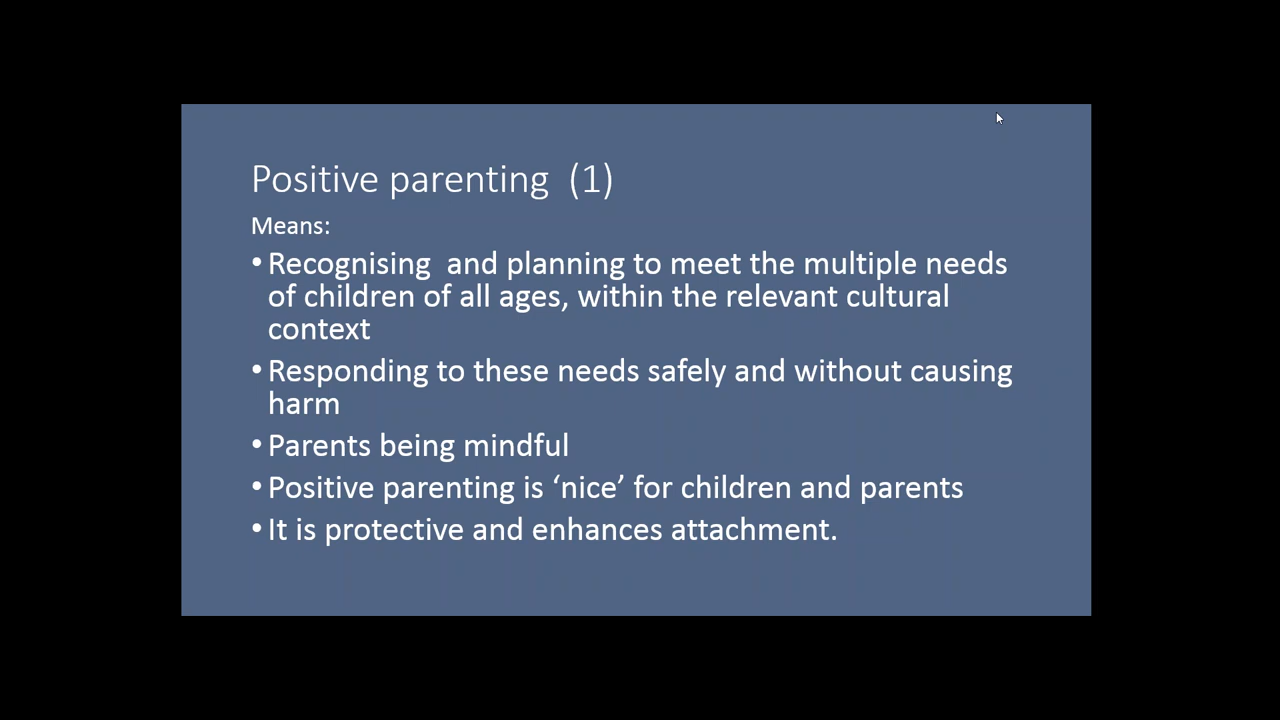 Positive parenting  (1)
Means:
•Recognising  and planning to meet the multiple needs
of children of all ages, within the relevant cultural
context
•Responding to these needs safely and without causing
harm
•Parents being mindful
•Positive parenting is ‘nice’ for children and parents
•It is protective and enhances attachment.